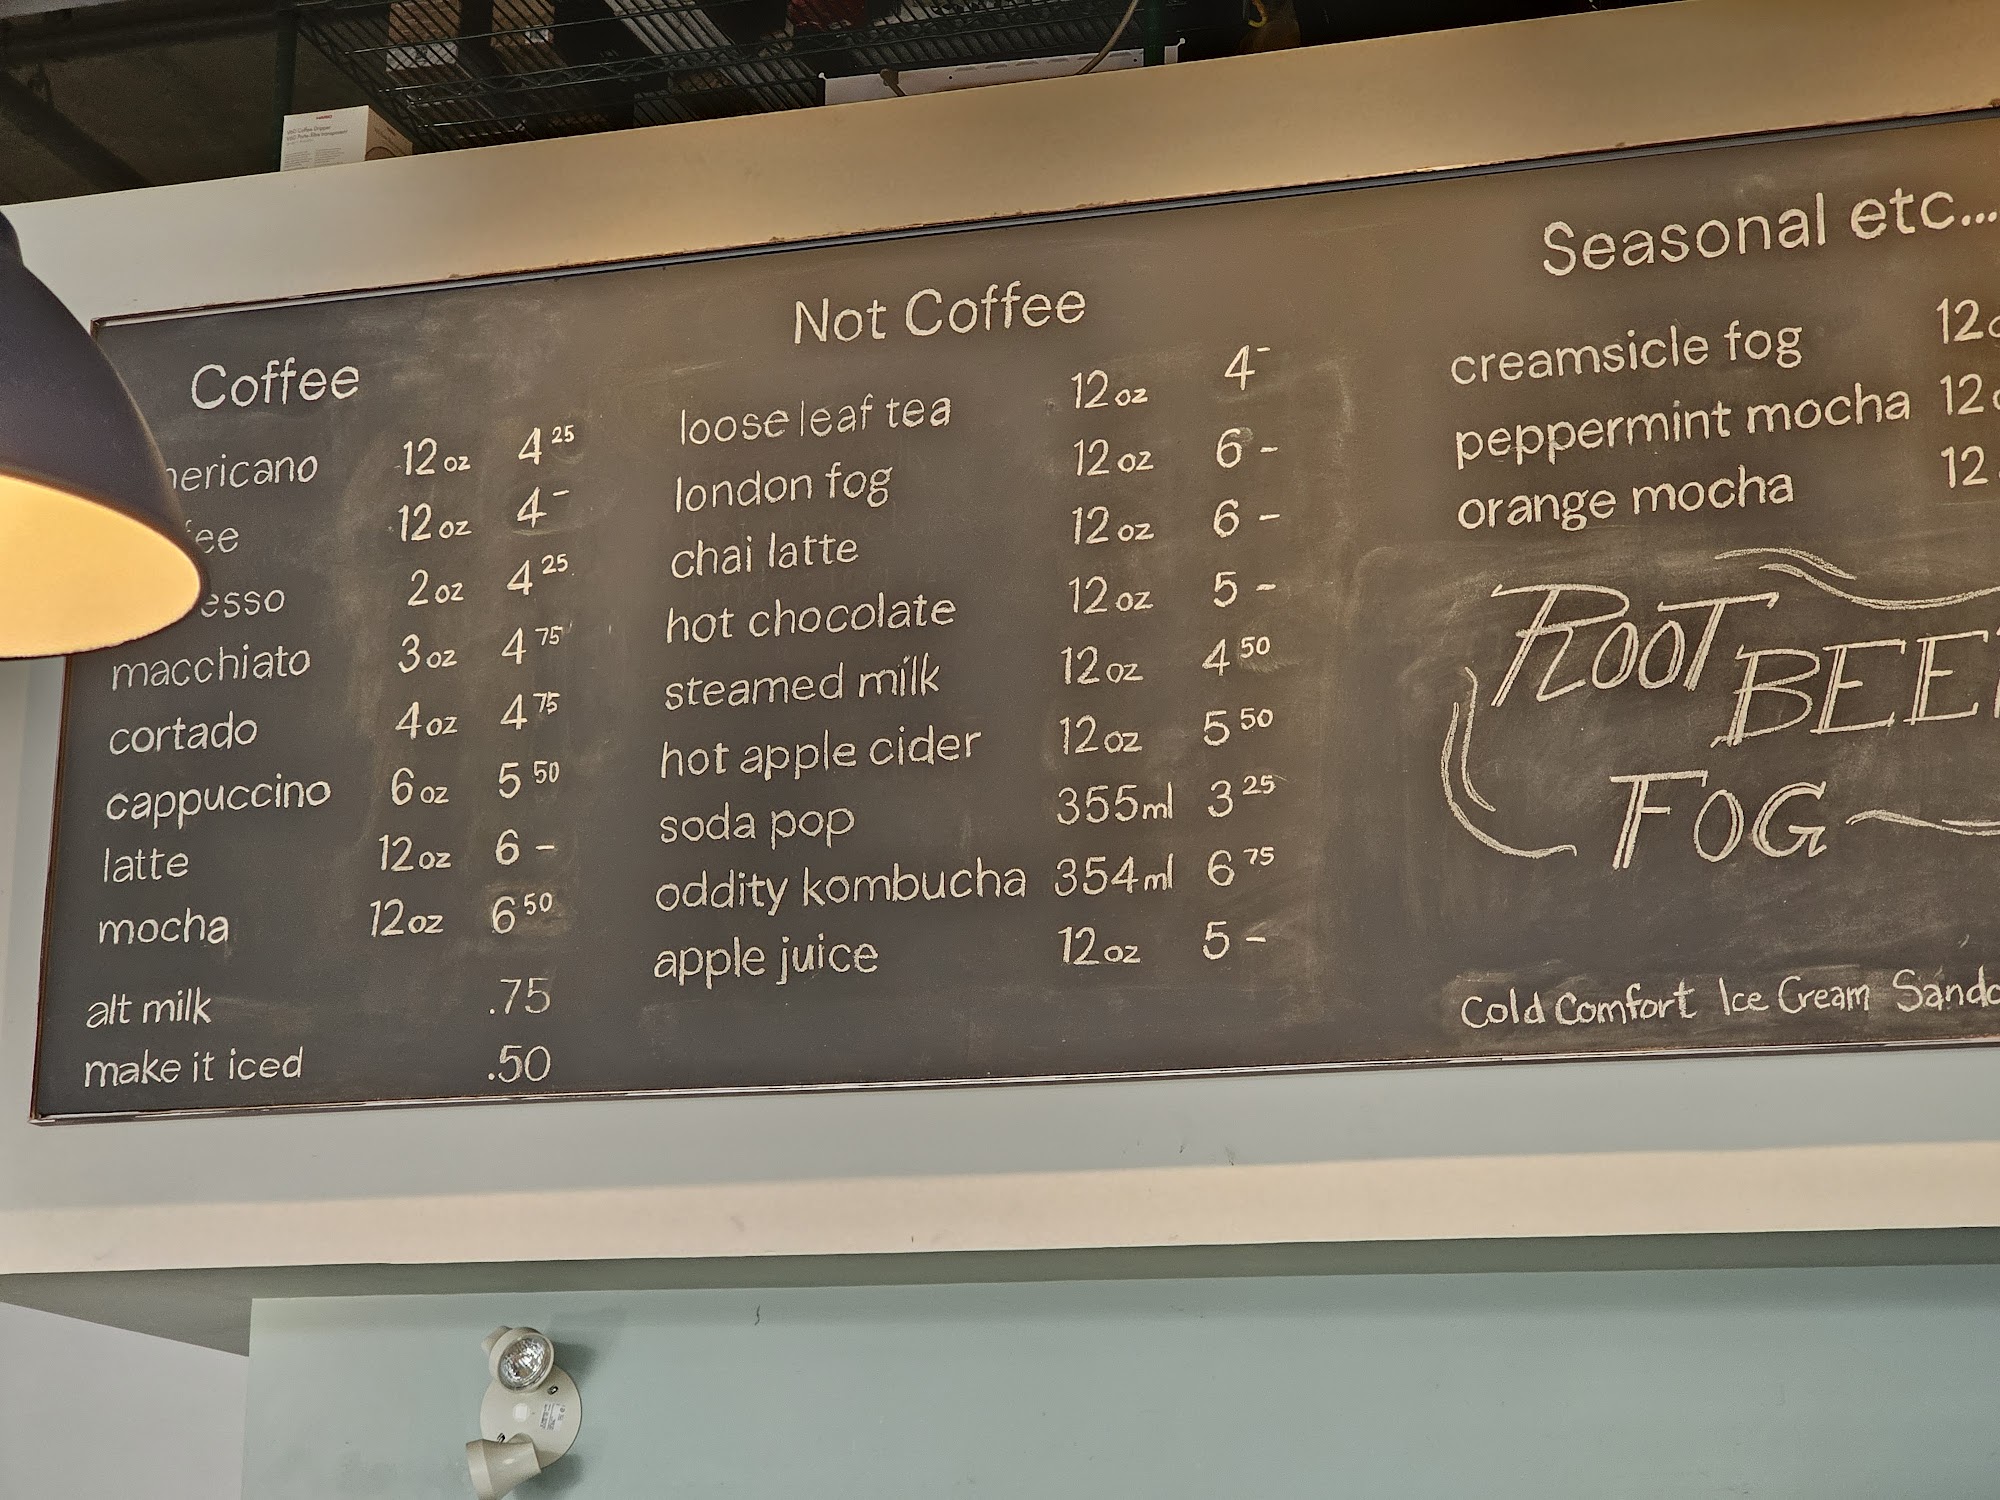 Coffee
12oz 4 25
12oz 4 -
2oz 4 25
macchiato 3oz 4 75
cortado 4oz 4 75
cappuccino 6oz 5 50
latte 12oz 6 -
mocha 12oz 6 50
alt milk .75
make it iced .50
Not Coffee
loose leaf tea 12oz 4 -
london fog 12oz 6 -
chai latte 12oz 6 -
hot chocolate 12oz 5 -
steamed milk 12oz 4 50
hot apple cider 12oz 5 50
soda pop 355ml 3 25
oddity kombucha 354ml 6 75
apple juice 12oz 5 -
Seasonal etc...
creamsicle fog 12
peppermint mocha 12
orange mocha 12
ROOT
FOG
Cold Comfort Ice Cream